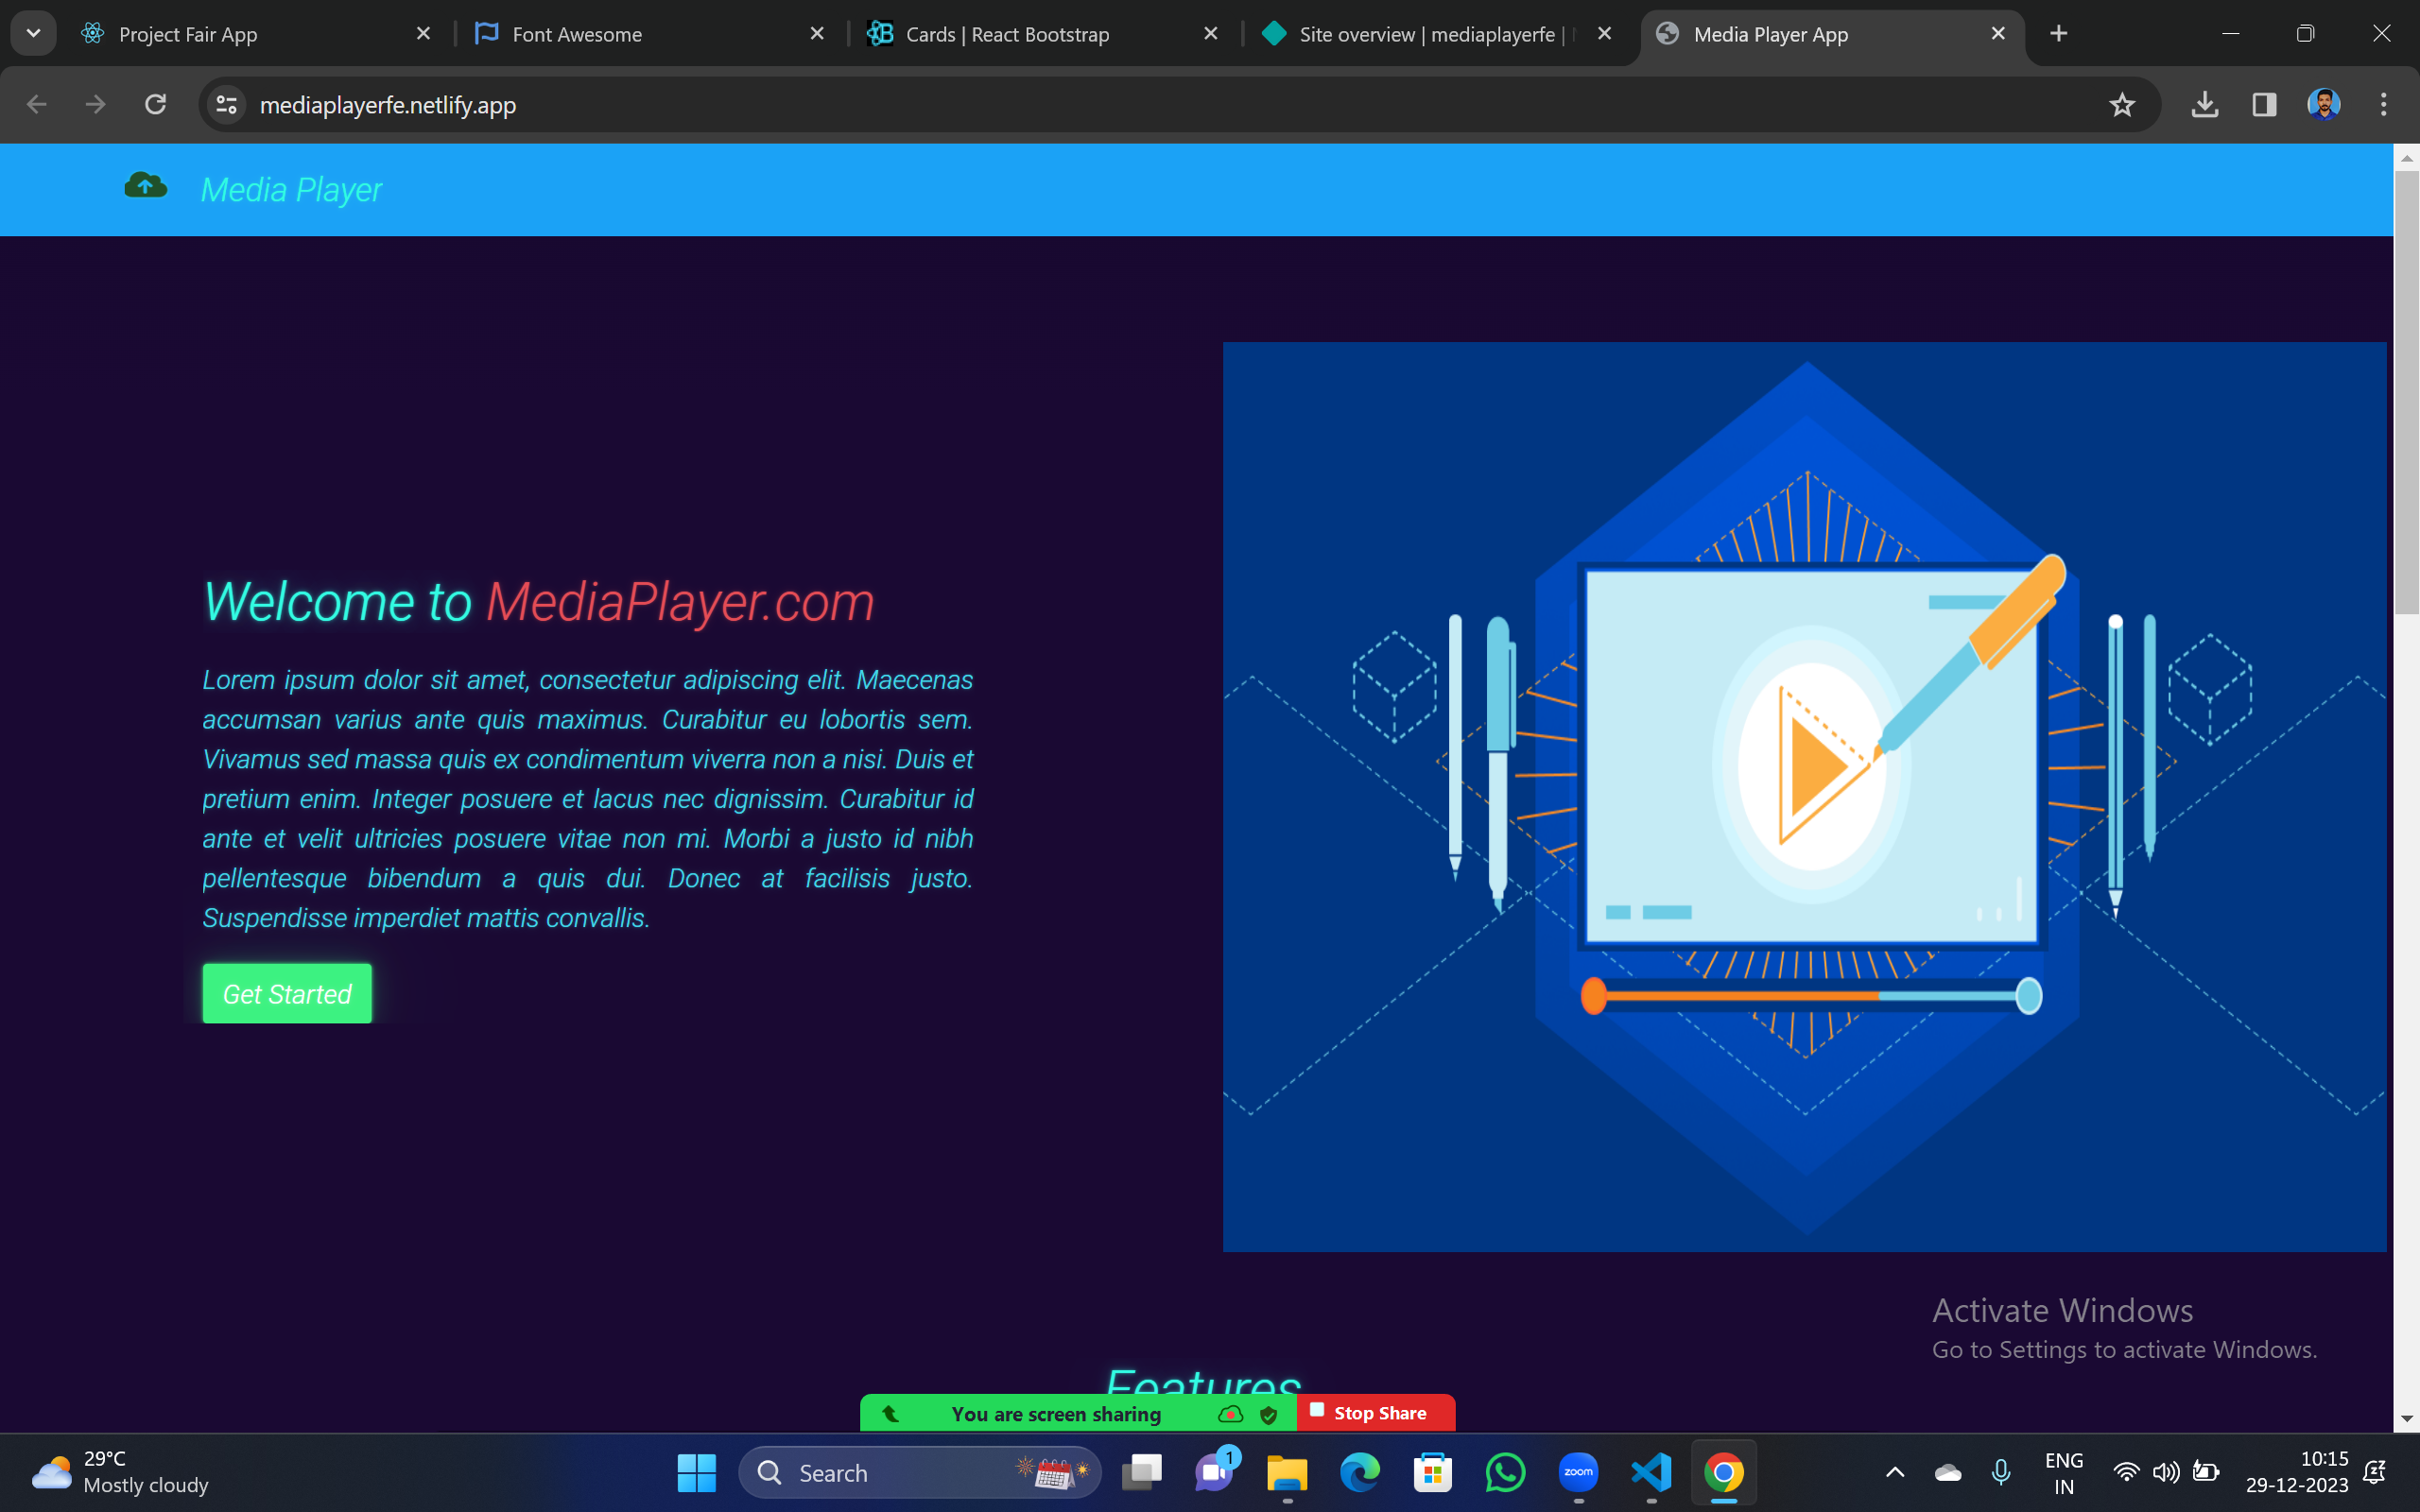 Project Fair App
Font Awesome
Cards | React Bootstrap
Site overview | mediaplayerfe |
Media Player App
mediaplayerfe.netlify.app
Media Player
Welcome to MediaPlayer.com
Lorem ipsum dolor sit amet, consectetur adipiscing elit. Maecenas
accumsan varius ante quis maximus. Curabitur eu lobortis sem.
Vivamus sed massa quis ex condimentum viverra non a nisi. Duis et
pretium enim. Integer posuere et lacus nec dignissim. Curabitur id
ante et velit ultricies posuere vitae non mi. Morbi a justo id nibh
pellentesque bibendum a quis dui. Donec at facilisis justo.
Suspendisse imperdiet mattis convallis.
Get Started
Activate Windows
Go to Settings to activate Windows.
Features
You are screen sharing
Stop Share
29°C
Mostly cloudy
Search
1
zoom
ENG
IN
10:15
29-12-2023